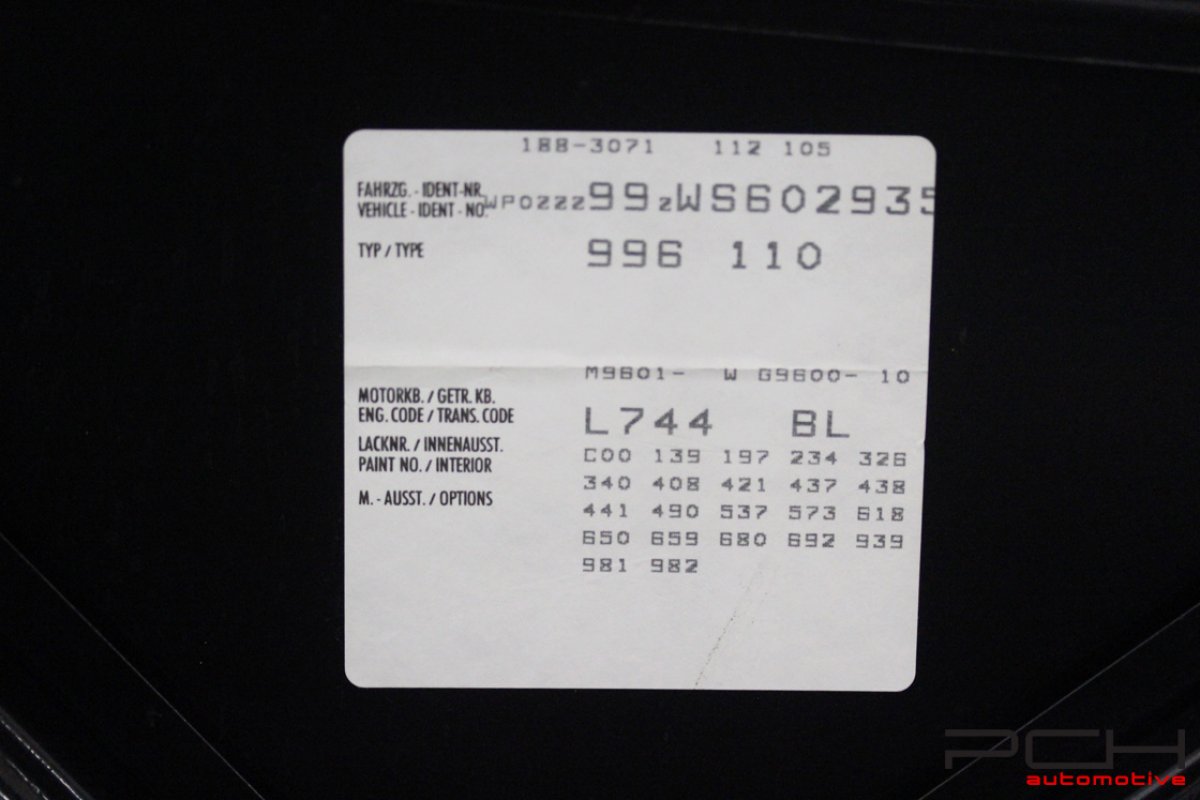 188-3071 112 105
FAHRZG. - IDENT-NR.
VEHICLE - IDENT - NO. WP0ZZZ99ZWS602935
TYP / TYPE 996 110
M9601- W G9600- 10
MOTORKB. / GETR. KB.
ENG. CODE / TRANS. CODE L744 BL
LACKNR. / INNENAUSST.
PAINT NO. / INTERIOR
M. - AUSST. / OPTIONS
C00 139 197 234 326
340 408 421 437 438
441 490 537 573 618
650 659 680 692 939
981 982
PCH
automotive